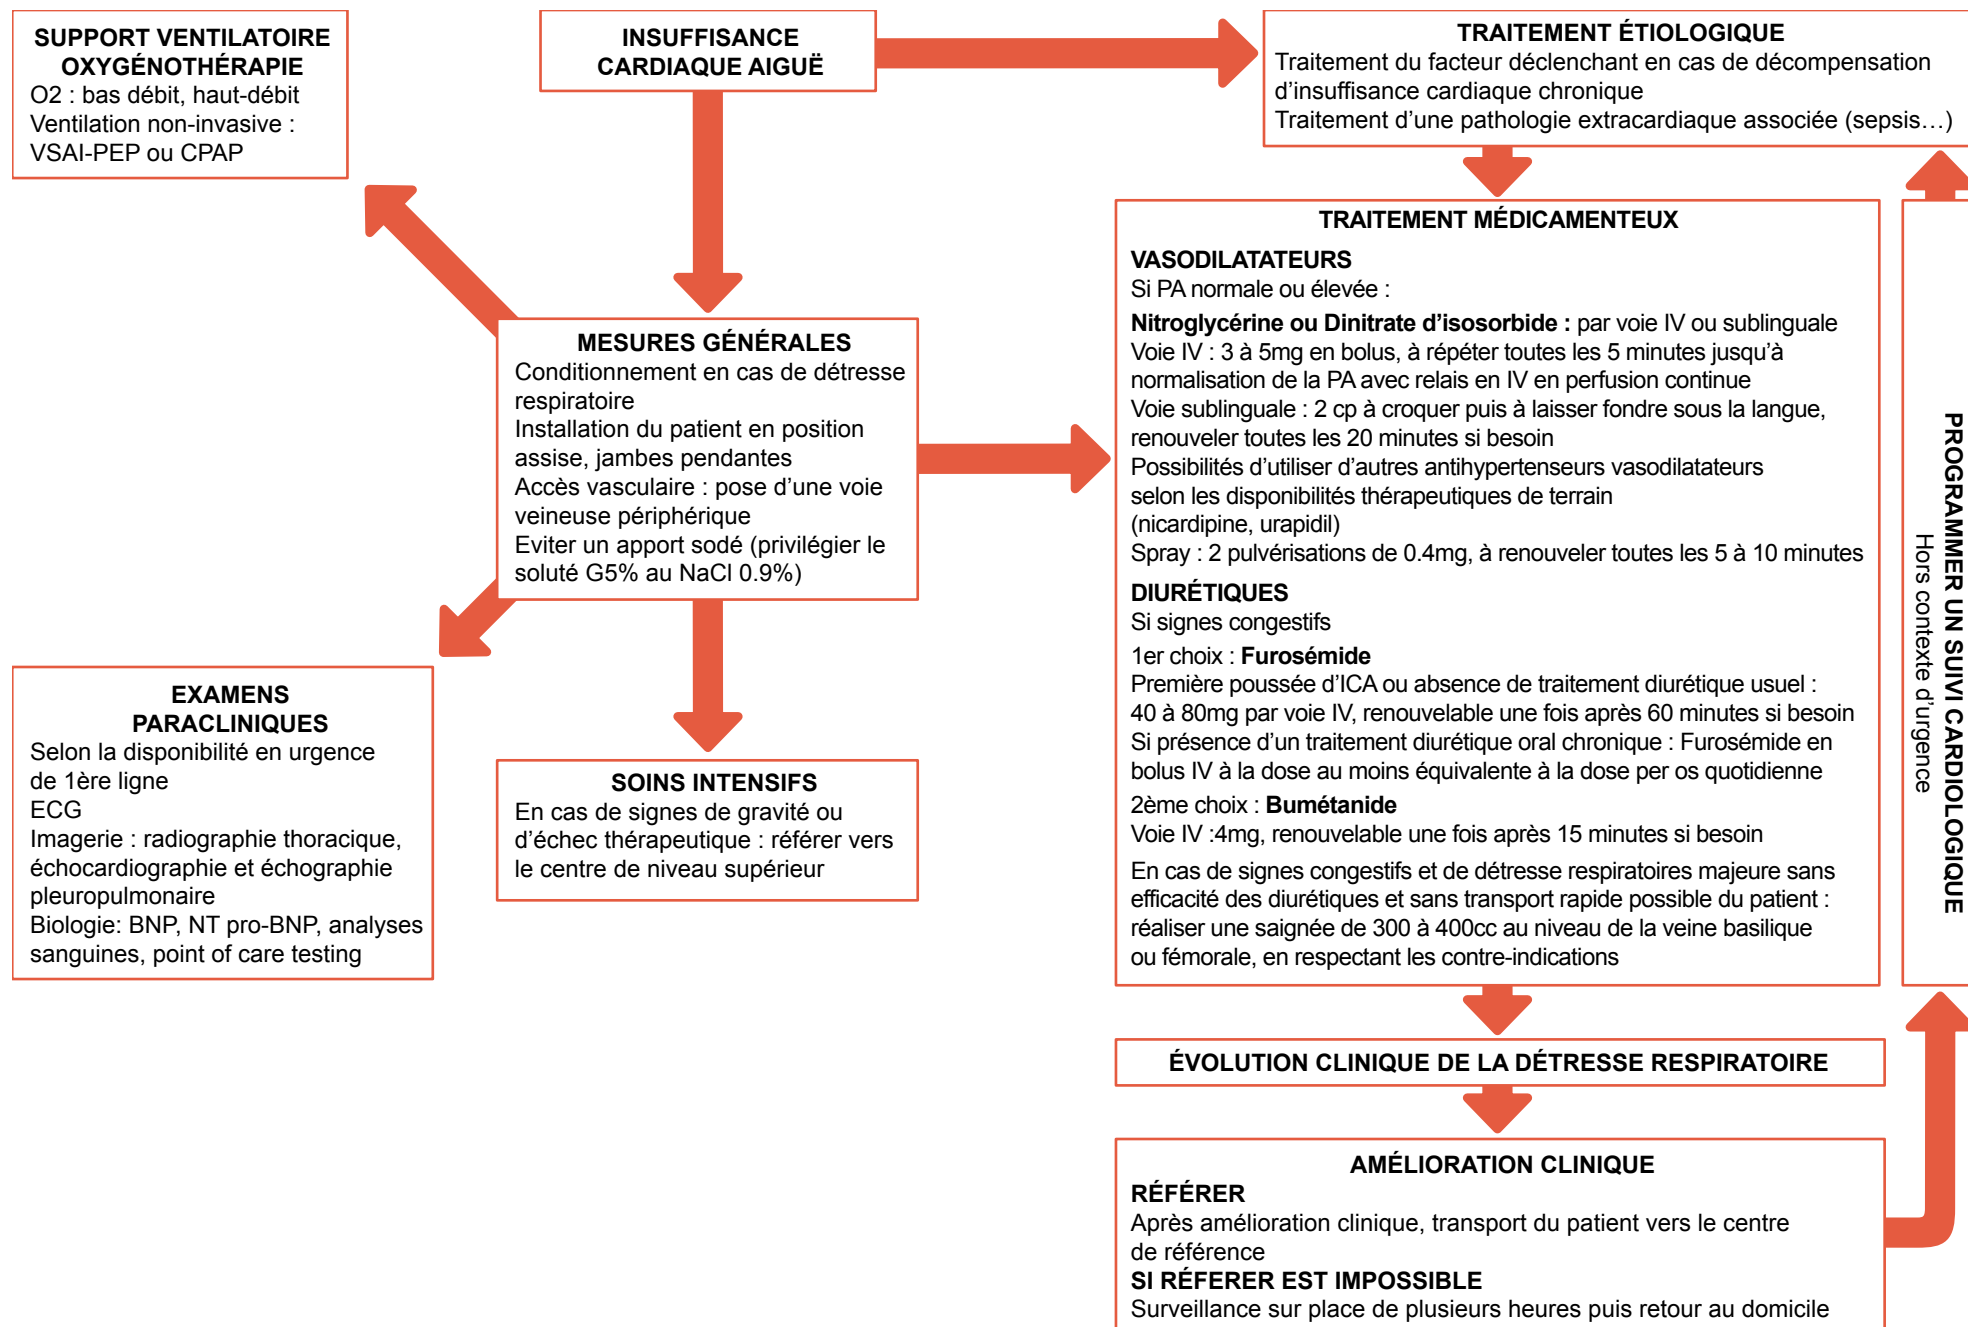 SUPPORT VENTILATOIRE
OXYGÉNOTHÉRAPIE
O2 : bas débit, haut-débit
Ventilation non-invasive :
VSAI-PEP ou CPAP
INSUFFISANCE
CARDIAQUE AIGUË
TRAITEMENT ÉTIOLOGIQUE
Traitement du facteur déclenchant en cas de décompensation
d’insuffisance cardiaque chronique
Traitement d’une pathologie extracardiaque associée (sepsis…)
MESURES GÉNÉRALES
Conditionnement en cas de détresse
respiratoire
Installation du patient en position
assise, jambes pendantes
Accès vasculaire : pose d’une voie
veineuse périphérique
Eviter un apport sodé (privilégier le
soluté G5% au NaCl 0.9%)
TRAITEMENT MÉDICAMENTEUX
VASODILATATEURS
Si PA normale ou élevée :
Nitroglycérine ou Dinitrate d’isosorbide : par voie IV ou sublinguale
Voie IV : 3 à 5mg en bolus, à répéter toutes les 5 minutes jusqu’à
normalisation de la PA avec relais en IV en perfusion continue
Voie sublinguale : 2 cp à croquer puis à laisser fondre sous la langue,
renouveler toutes les 20 minutes si besoin
Possibilités d’utiliser d’autres antihypertenseurs vasodilatateurs
selon les disponibilités thérapeutiques de terrain
(nicardipine, urapidil)
Spray : 2 pulvérisations de 0.4mg, à renouveler toutes les 5 à 10 minutes
DIURÉTIQUES
Si signes congestifs
1er choix : Furosémide
Première poussée d’ICA ou absence de traitement diurétique usuel :
40 à 80mg par voie IV, renouvelable une fois après 60 minutes si besoin
Si présence d’un traitement diurétique oral chronique : Furosémide en
bolus IV à la dose au moins équivalente à la dose per os quotidienne
2ème choix : Bumétanide
Voie IV :4mg, renouvelable une fois après 15 minutes si besoin
En cas de signes congestifs et de détresse respiratoires majeure sans
efficacité des diurétiques et sans transport rapide possible du patient :
réaliser une saignée de 300 à 400cc au niveau de la veine basilique
ou fémorale, en respectant les contre-indications
PROGRAMMER UN SUIVI CARDIOLOGIQUE
Hors contexte d’urgence
EXAMENS
PARACLINIQUES
Selon la disponibilité en urgence
de 1ère ligne
ECG
Imagerie : radiographie thoracique,
échocardiographie et échographie
pleuropulmonaire
Biologie: BNP, NT pro-BNP, analyses
sanguines, point of care testing
SOINS INTENSIFS
En cas de signes de gravité ou
d’échec thérapeutique : référer vers
le centre de niveau supérieur
ÉVOLUTION CLINIQUE DE LA DÉTRESSE RESPIRATOIRE
AMÉLIORATION CLINIQUE
RÉFÉRER
Après amélioration clinique, transport du patient vers le centre
de référence
SI RÉFERER EST IMPOSSIBLE
Surveillance sur place de plusieurs heures puis retour au domicile